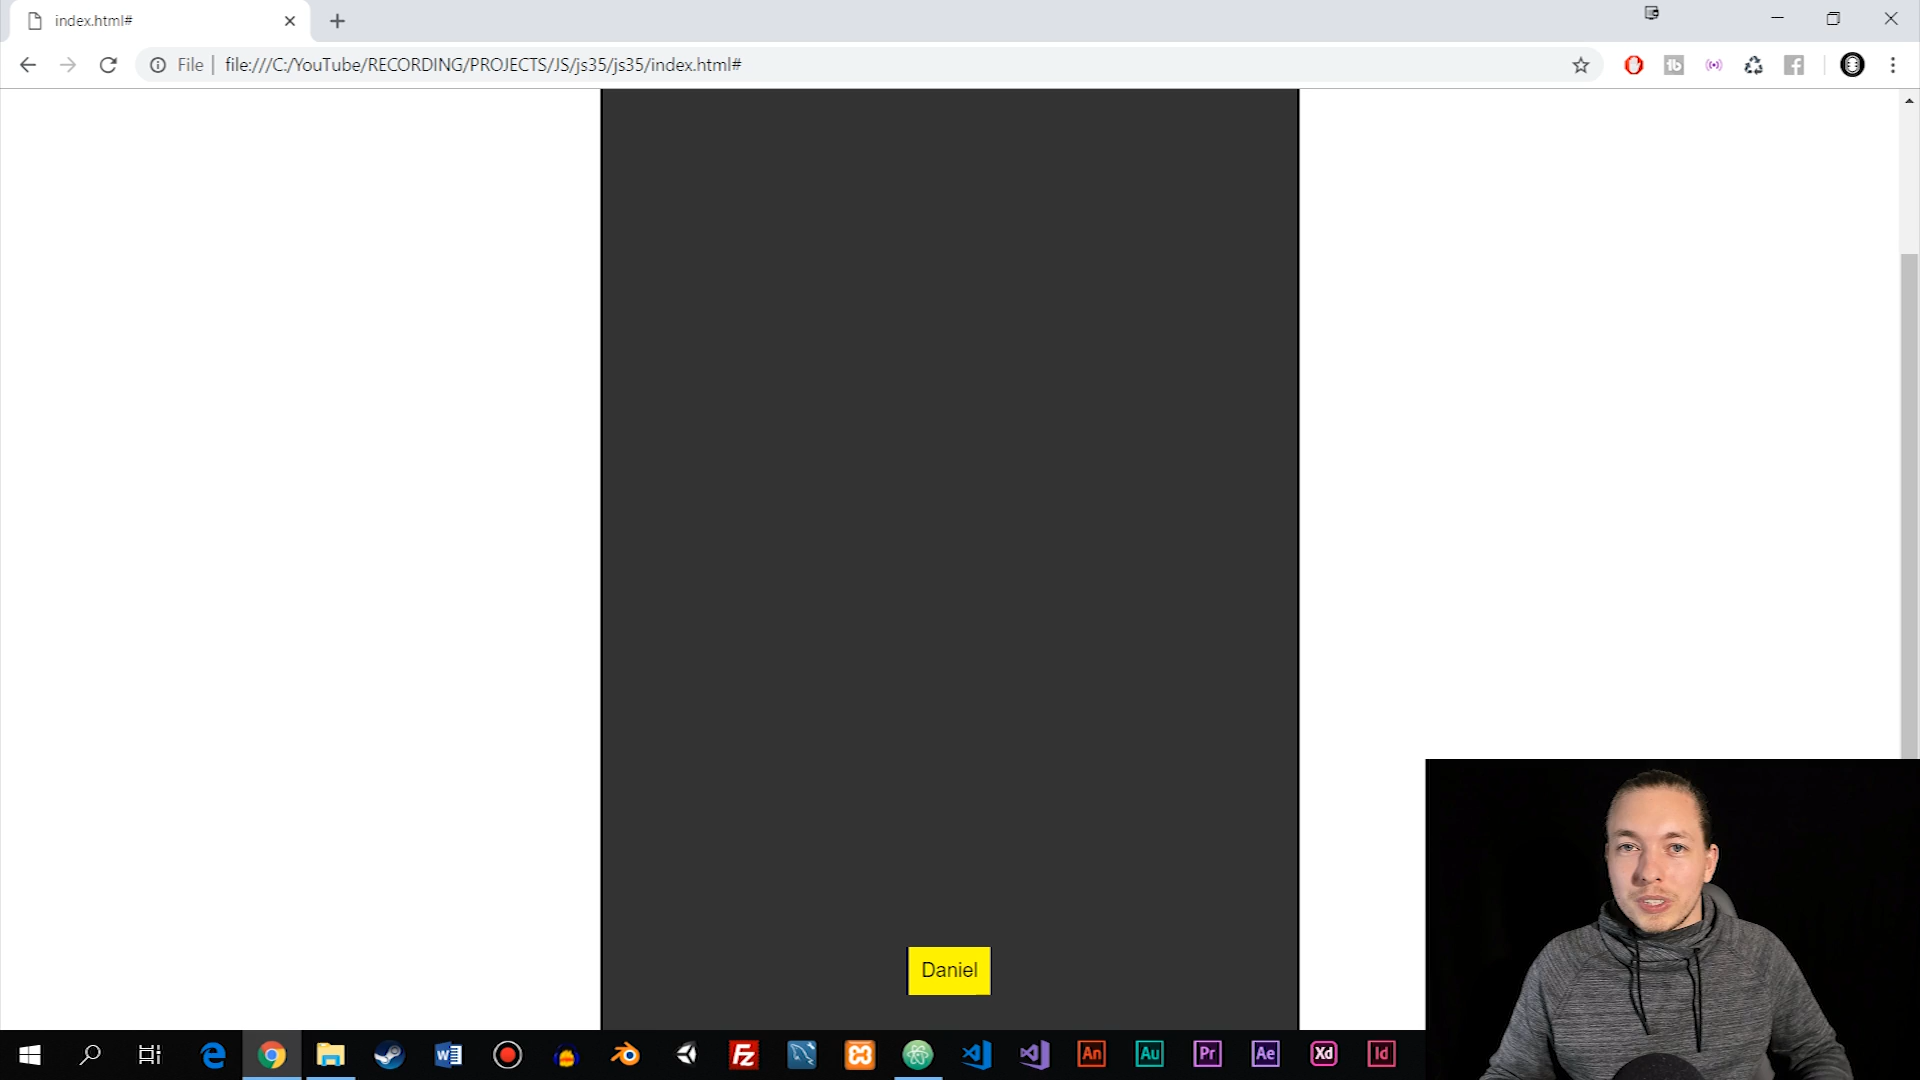 index.html#
File | file:///C:/YouTube/RECORDING/PROJECTS/JS/js35/js35/index.html#
Daniel
An
Au
Pr
Ae
Xd
Id